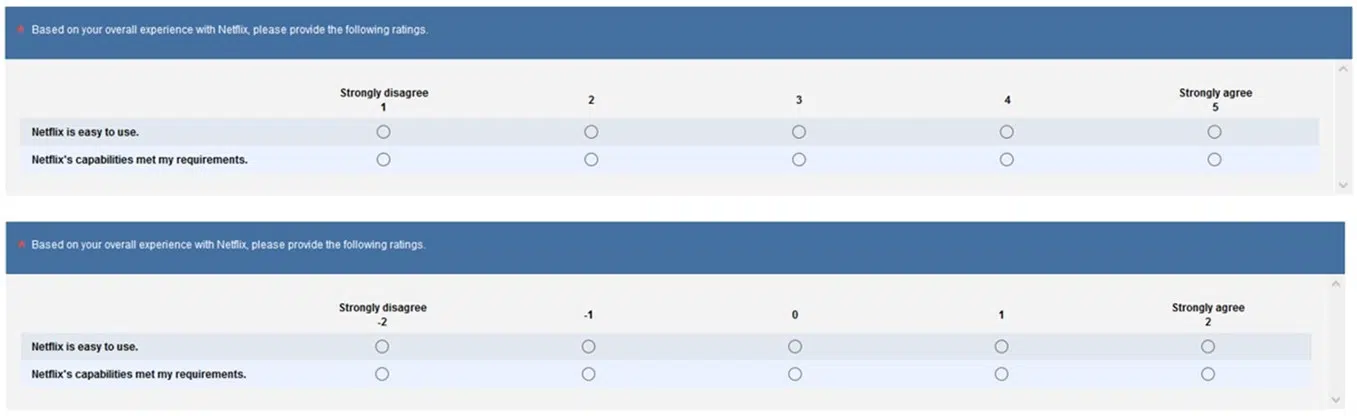 * Based on your overall experience with Netflix, please provide the following ratings.
Strongly disagree
1 2 3 4 Strongly agree
5
Netflix is easy to use.
Netflix's capabilities met my requirements.
* Based on your overall experience with Netflix, please provide the following ratings.
Strongly disagree
-2 -1 0 1 Strongly agree
2
Netflix is easy to use.
Netflix's capabilities met my requirements.